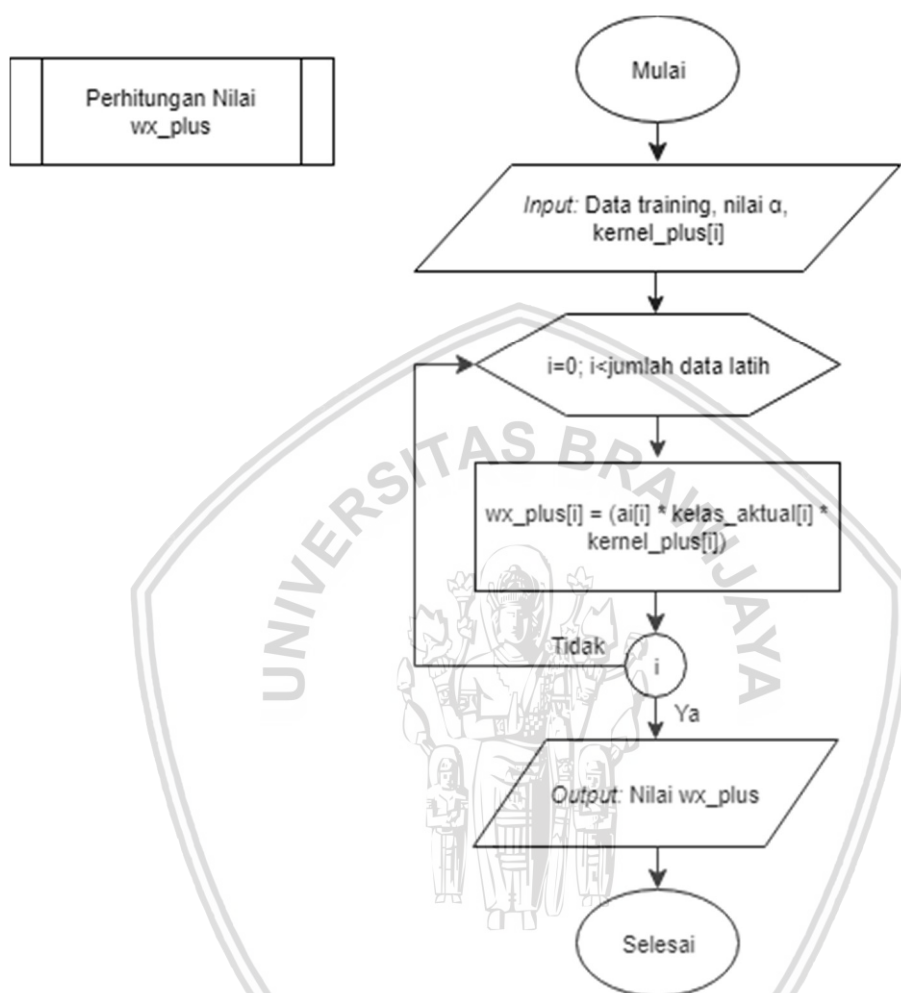 Perhitungan Nilai
wx_plus
Mulai
Input: Data training, nilai α,
kernel_plus[i]
i=0; i<jumlah data latih
wx_plus[i] = (ai[i] * kelas_aktual[i] *
kernel_plus[i])
Tidak
i
Ya
Output: Nilai wx_plus
Selesai
UNIVERSITAS BRAWIJAYA